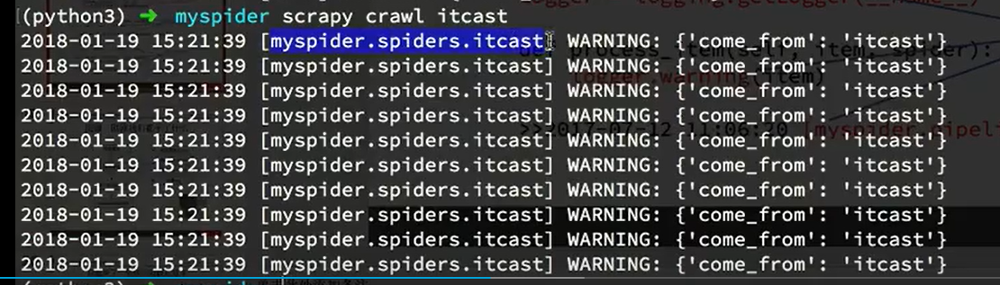 (python3) ➜ myspider scrapy crawl itcast
2018-01-19 15:21:39 [myspider.spiders.itcast] WARNING: {'come_from': 'itcast'}
2018-01-19 15:21:39 [myspider.spiders.itcast] WARNING: {'come_from': 'itcast'}
2018-01-19 15:21:39 [myspider.spiders.itcast] WARNING: {'come_from': 'itcast'}
2018-01-19 15:21:39 [myspider.spiders.itcast] WARNING: {'come_from': 'itcast'}
2018-01-19 15:21:39 [myspider.spiders.itcast] WARNING: {'come_from': 'itcast'}
2018-01-19 15:21:39 [myspider.spiders.itcast] WARNING: {'come_from': 'itcast'}
2018-01-19 15:21:39 [myspider.spiders.itcast] WARNING: {'come_from': 'itcast'}
2018-01-19 15:21:39 [myspider.spiders.itcast] WARNING: {'come_from': 'itcast'}
2018-01-19 15:21:39 [myspider.spiders.itcast] WARNING: {'come_from': 'itcast'}
2018-01-19 15:21:39 [myspider.spiders.itcast] WARNING: {'come_from': 'itcast'}